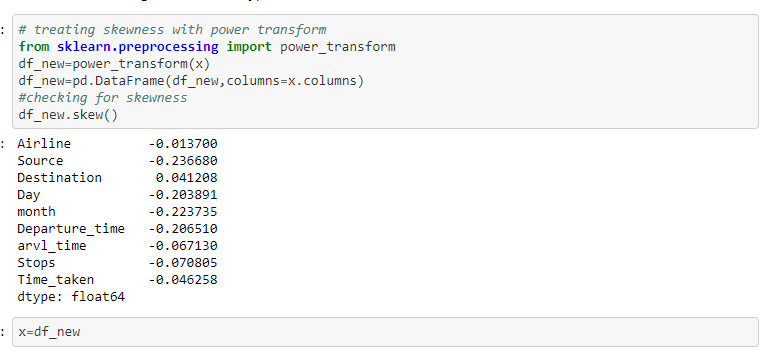 :
# treating skewness with power transform
from sklearn.preprocessing import power_transform
df_new=power_transform(x)
df_new=pd.DataFrame(df_new,columns=x.columns)
#checking for skewness
df_new.skew()
:
Airline -0.013700
Source -0.236680
Destination 0.041208
Day -0.203891
month -0.223735
Departure_time -0.206510
arvl_time -0.067130
Stops -0.070805
Time_taken -0.046258
dtype: float64
:
x=df_new